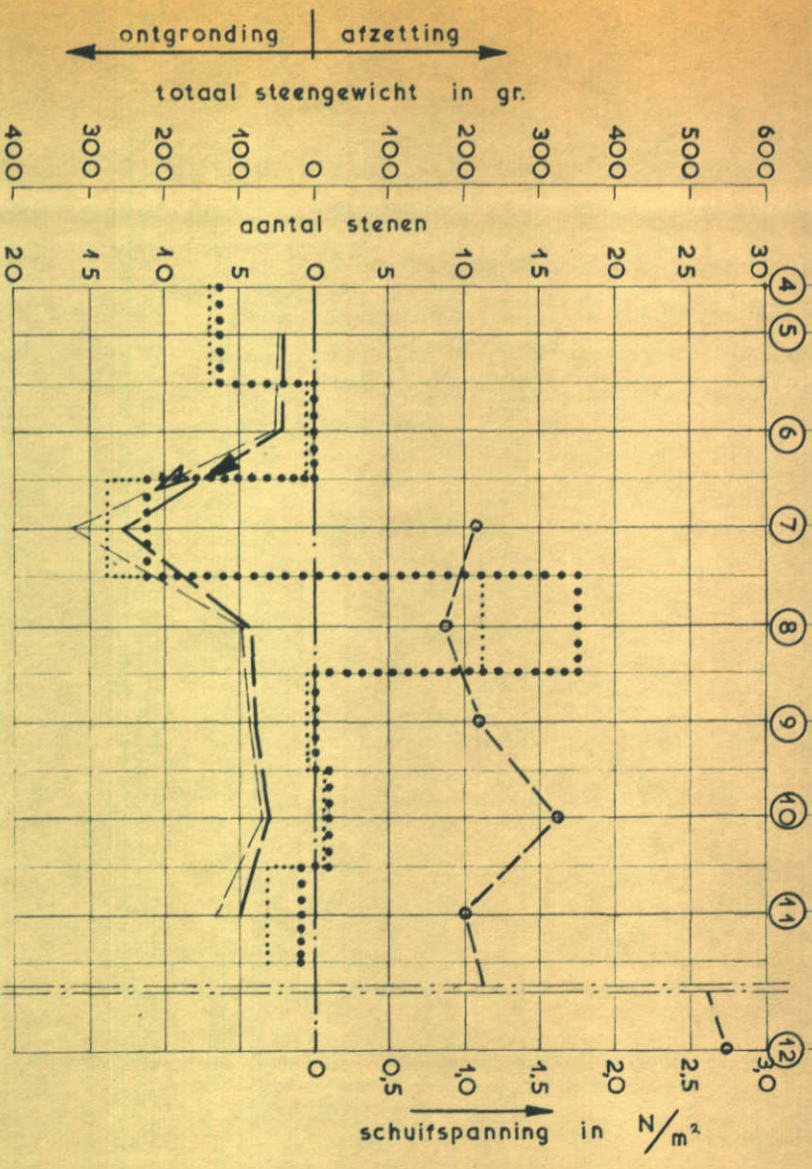 ontgronding afzetting
totaal steengewicht in gr.
400 300 200 100 0 100 200 300 400 500 600
aantal stenen
20 15 10 5 0 5 10 15 20 25 30
4
5
6
7
8
9
10
11
12
0 0,5 1,0 1,5 2,0 2,5 3,0
schuifspanning in N/m²